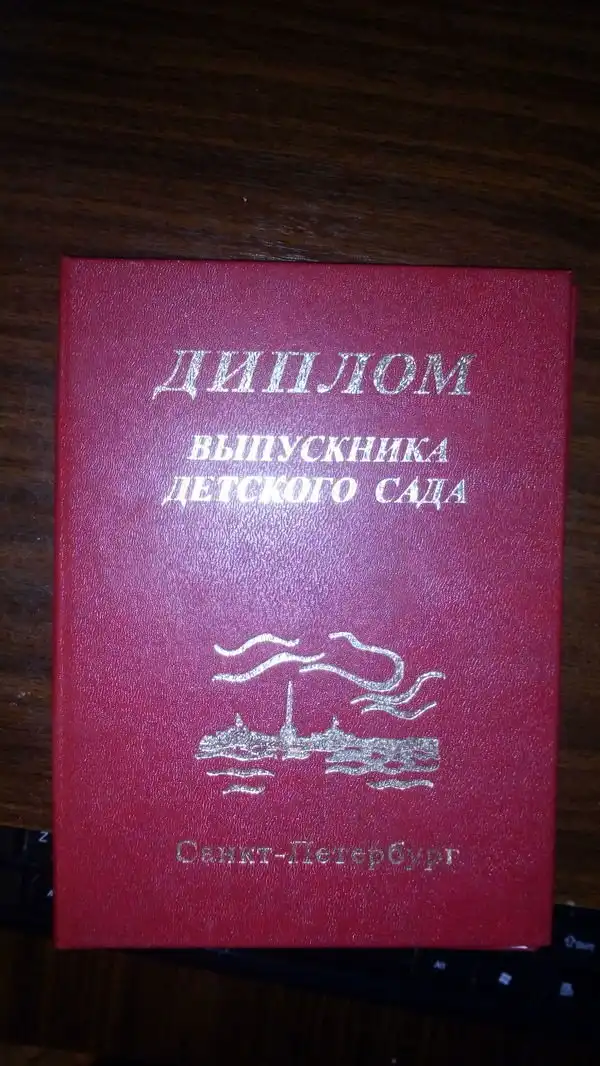 ДИПЛОМ
ВЫПУСКНИКА
ДЕТСКОГО САДА
Санкт-Петербург
Z